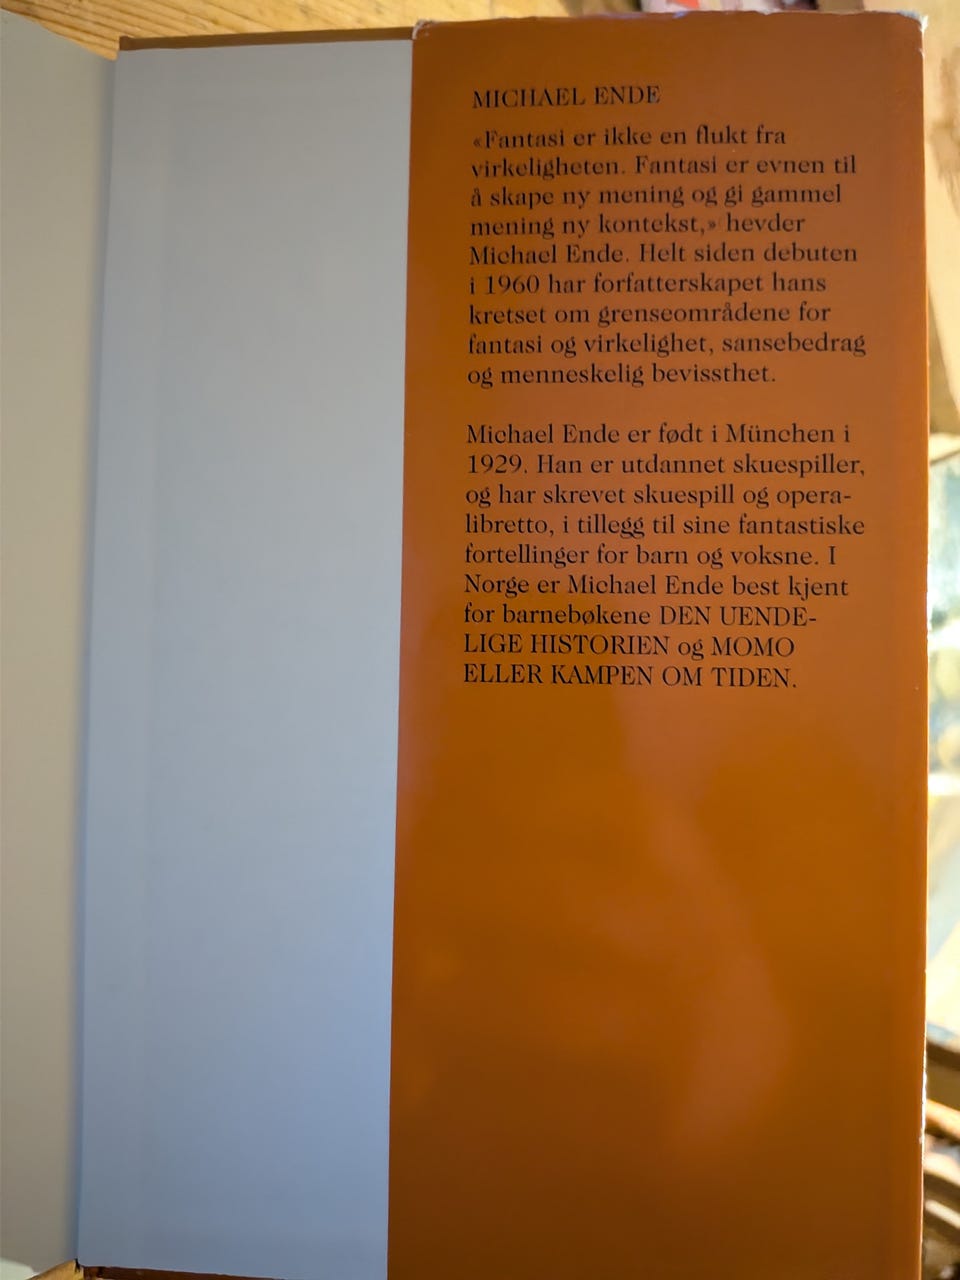 MICHAEL ENDE
«Fantasi er ikke en flukt fra
virkeligheten. Fantasi er evnen til
å skape ny mening og gi gammel
mening ny kontekst,» hevder
Michael Ende. Helt siden debuten
i 1960 har forfatterskapet hans
kretset om grenseområdene for
fantasi og virkelighet, sansebedrag
og menneskelig bevissthet.
Michael Ende er født i München i
1929. Han er utdannet skuespiller,
og har skrevet skuespill og opera-
libretto, i tillegg til sine fantastiske
fortellinger for barn og voksne. I
Norge er Michael Ende best kjent
for barnebøkene DEN UENDE-
LIGE HISTORIEN og MOMO
ELLER KAMPEN OM TIDEN.